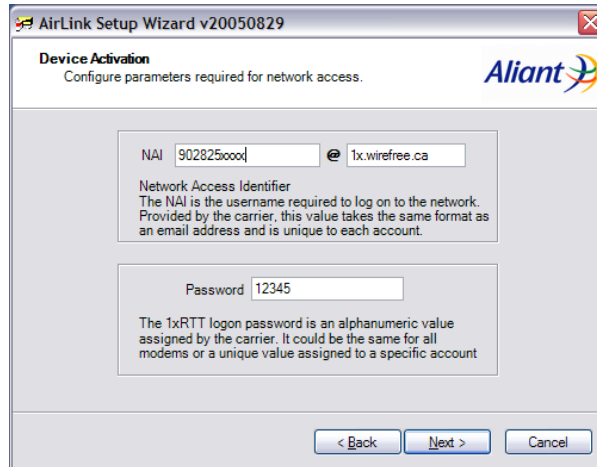 AirLink Setup Wizard v20050829
Device Activation
Configure parameters required for network access.
Aliant
NAI 902825xxxx @ 1x.wirefree.ca
Network Access Identifier
The NAI is the username required to log on to the network.
Provided by the carrier, this value takes the same format as
an email address and is unique to each account.
Password 12345
The 1xRTT logon password is an alphanumeric value
assigned by the carrier. It could be the same for all
modems or a unique value assigned to a specific account
< Back Next > Cancel